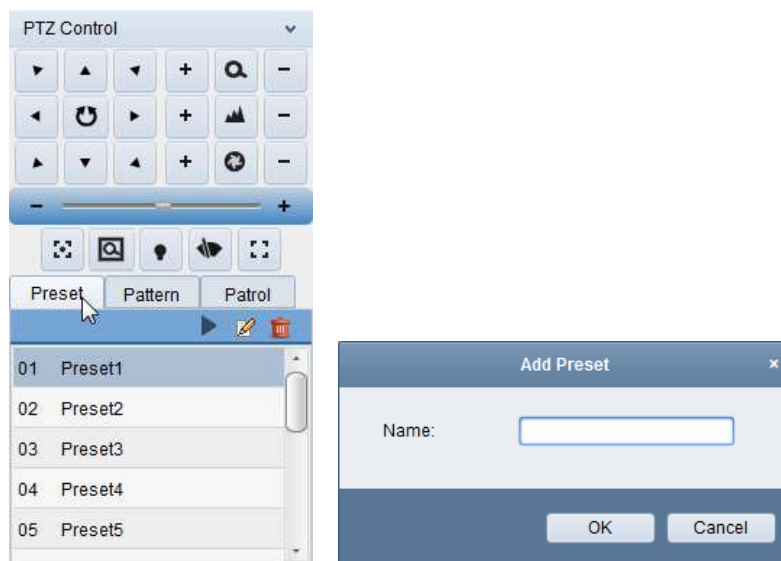 PTZ Control
Preset Pattern Patrol
01 Preset1
02 Preset2
03 Preset3
04 Preset4
05 Preset5
Add Preset
Name:
OK Cancel